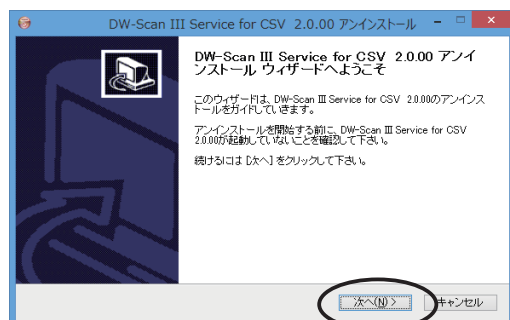 DW-Scan III Service for CSV 2.0.00 アンインストール
DW-Scan III Service for CSV 2.0.00 アンイ
ンストール ウィザードへようこそ
このウィザードは、DW-Scan Ⅲ Service for CSV 2.0.00のアンインス
トールをガイドしていきます。
アンインストールを開始する前に、DW-Scan Ⅲ Service for CSV
2.0.00が起動していないことを確認して下さい。
続けるには [次へ] をクリックして下さい。
次へ(N) >
キャンセル